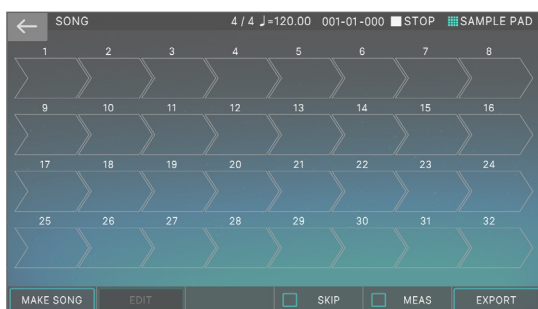 SONG 4/4 ♩=120.00 001-01-000 STOP SAMPLE PAD
1 2 3 4 5 6 7 8
9 10 11 12 13 14 15 16
17 18 19 20 21 22 23 24
25 26 27 28 29 30 31 32
MAKE SONG EDIT SKIP MEAS EXPORT